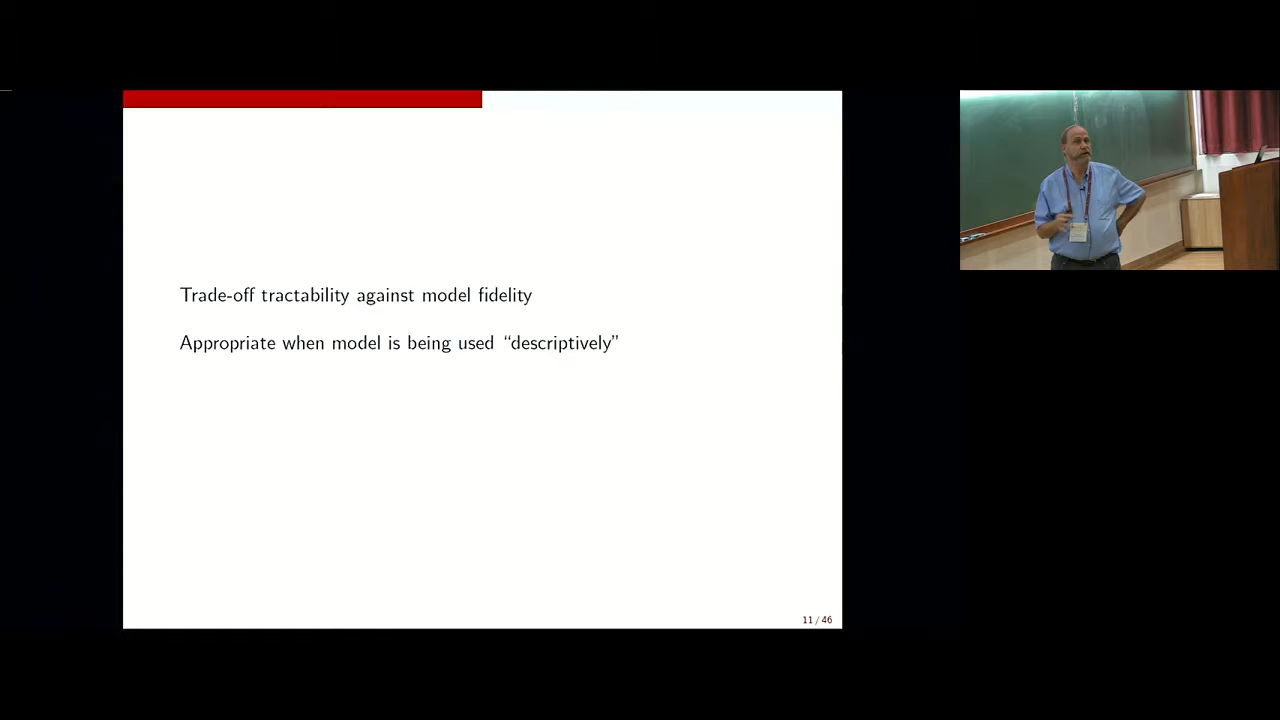 Trade-off tractability against model fidelity
Appropriate when model is being used “descriptively”
11 / 46